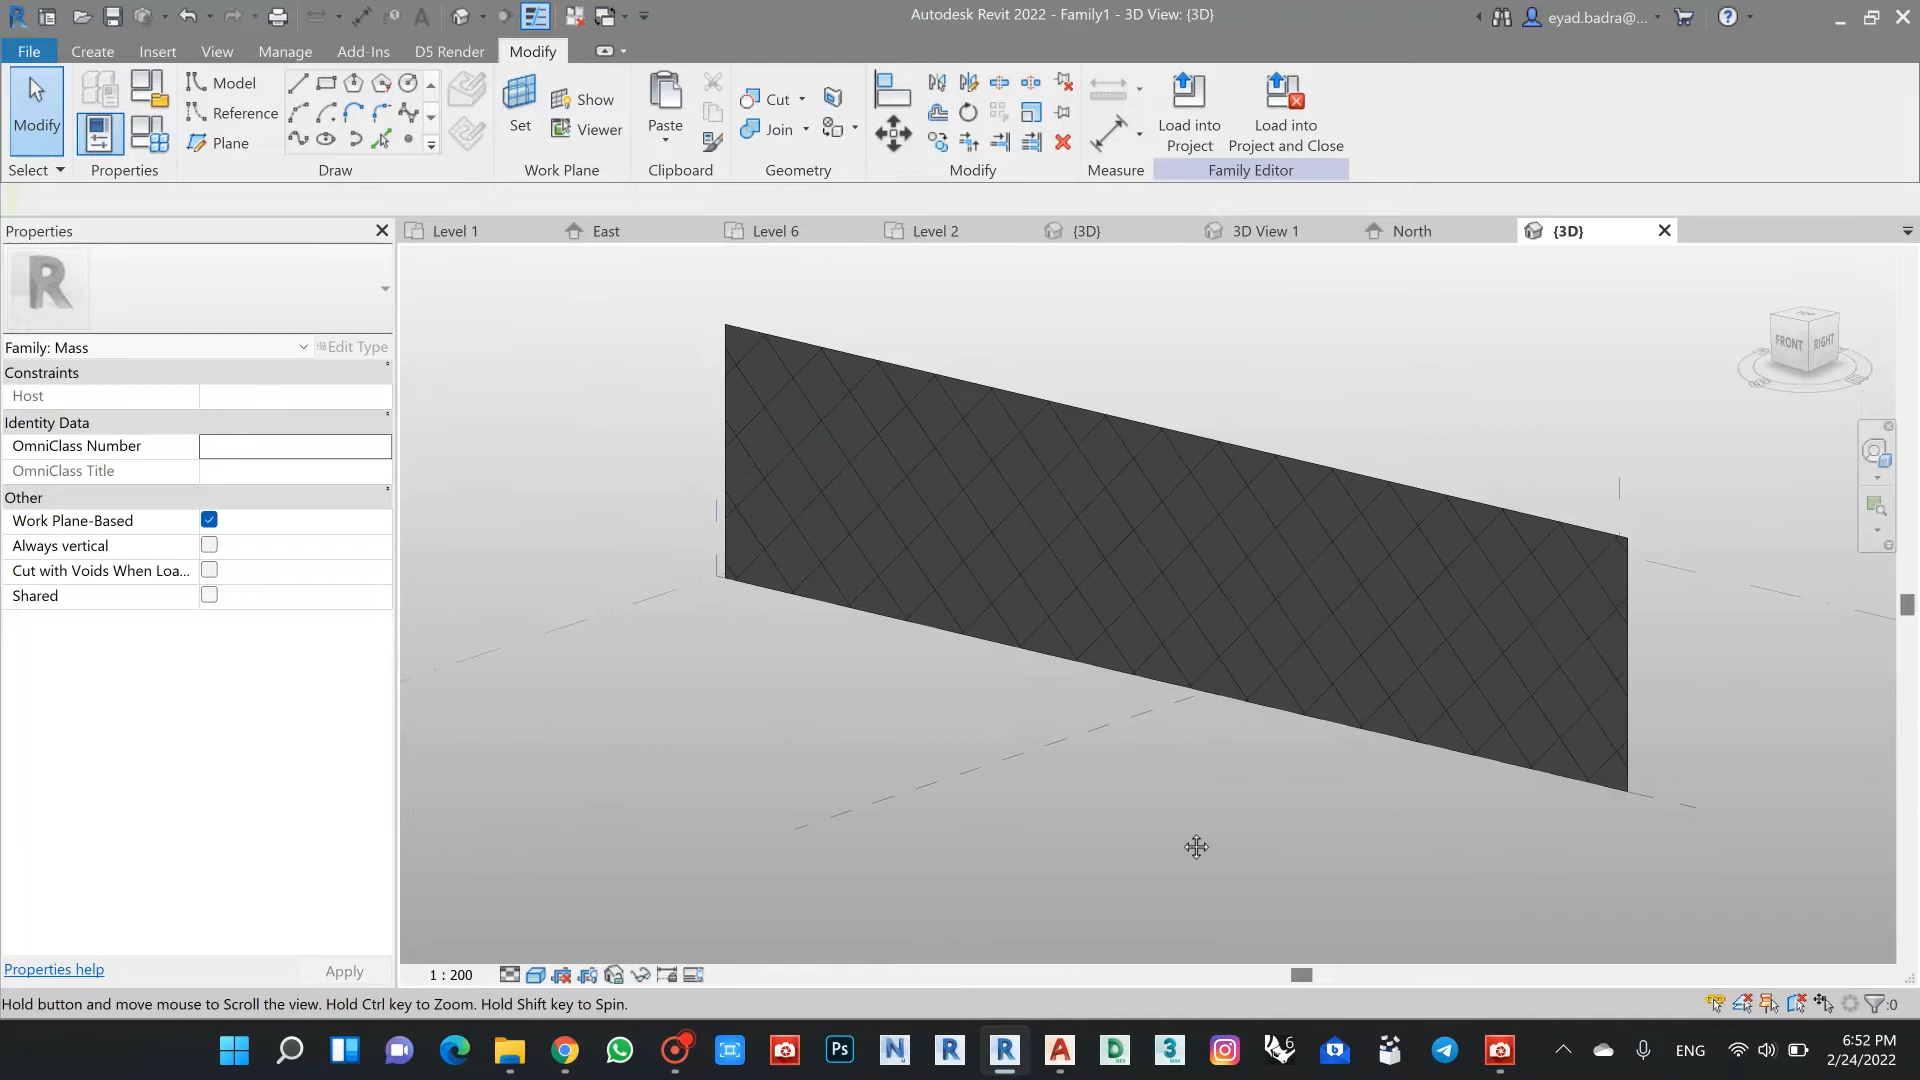 Autodesk Revit 2022 - Family1 - 3D View: {3D}
eyad.badra@...
File
Create
Insert
View
Manage
Add-Ins
D5 Render
Modify
Modify
Select
Properties
Model
Reference
Plane
Draw
Set
Show
Viewer
Work Plane
Paste
Clipboard
Cut
Join
Geometry
Modify
Measure
Load into
Project
Load into
Project and Close
Family Editor
Properties
Level 1
East
Level 6
Level 2
{3D}
3D View 1
North
{3D}
R
Family: Mass
Edit Type
Constraints
Host
Identity Data
OmniClass Number
OmniClass Title
Other
Work Plane-Based
Always vertical
Cut with Voids When Loa...
Shared
TOP
FRONT
RIGHT
Properties help
Apply
1 : 200
Hold button and move mouse to Scroll the view. Hold Ctrl key to Zoom. Hold Shift key to Spin.
:0
Ps
N
R
R
A
D
3
6
b
ENG
6:52 PM
2/24/2022